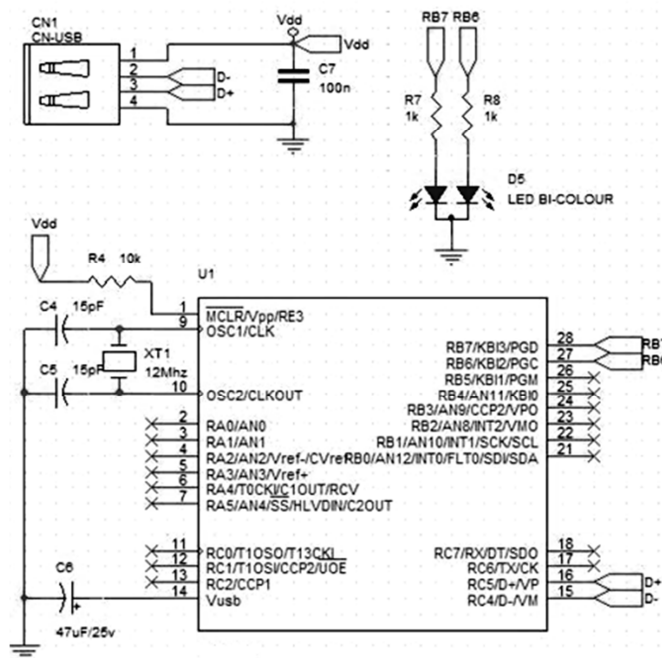 CN1
CN-USB
1
2
3
4
D-
D+
Vdd
Vdd
C7
100n
RB7 RB6
R7
1k
R8
1k
D5
LED BI-COLOUR
Vdd
R4 10k
U1
C4 15pF
C5 15pF
XT1
12Mhz
1 MCLR/Vpp/RE3
9 OSC1/CLK
10 OSC2/CLKOUT
2 RA0/AN0
3 RA1/AN1
4 RA2/AN2/Vref-/CVref
5 RA3/AN3/Vref+
6 RA4/T0CKI/C1OUT/RCV
7 RA5/AN4/SS/HLVDIN/C2OUT
11 RC0/T1OSO/T13CKI
12 RC1/T1OSI/CCP2/UOE
13 RC2/CCP1
14 Vusb
RB7/KBI3/PGD 28 RB7
RB6/KBI2/PGC 27 RB6
RB5/KBI1/PGM 26
RB4/AN11/KBI0 25
RB3/AN9/CCP2/VPO 24
RB2/AN8/INT2/VMO 23
RB1/AN10/INT1/SCK/SCL 22
RB0/AN12/INT0/FLT0/SDI/SDA 21
RC7/RX/DT/SDO 18
RC6/TX/CK 17
RC5/D+/VP 16 D+
RC4/D-/VM 15 D-
C6
+
47uF/25v